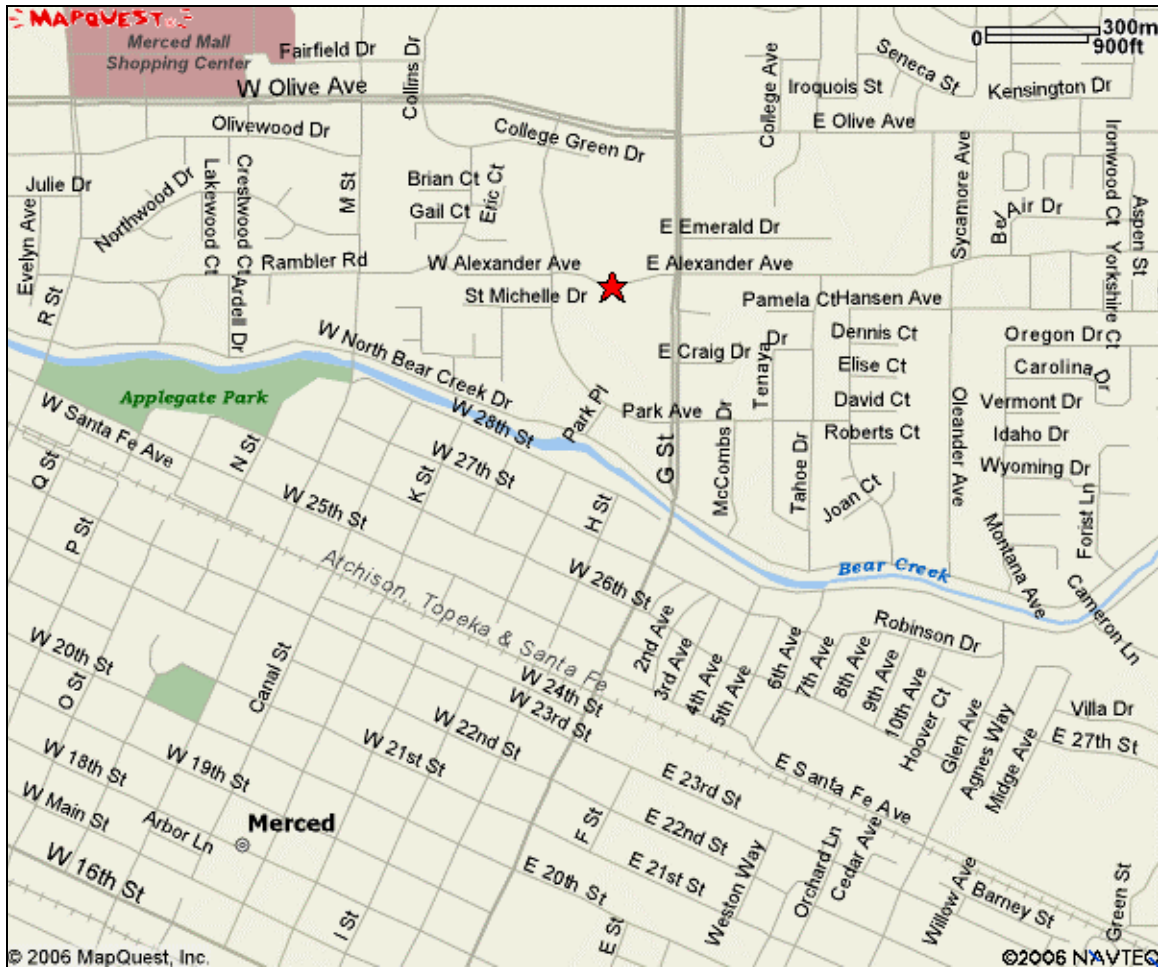 MAPQUEST
Merced Mall
Shopping Center
Fairfield Dr
Collins Dr
W Olive Ave
College Ave
Seneca St
Iroquois St
Kensington Dr
0
300m
900ft
Olivewood Dr
College Green Dr
E Olive Ave
Julie Dr
Northwood Dr
Lakewood Ct
Crestwood Ct
M St
Brian Ct
Gail Ct
Eric Ct
Sycamore Ave
Ironwood Ct
Bel Air Dr
Aspen St
Evelyn Ave
E Emerald Dr
Rambler Rd
W Alexander Ave
E Alexander Ave
Yorkshire Ct
R St
Ardell Dr
St Michelle Dr
Pamela Ct
Hansen Ave
Dennis Ct
Oregon Dr
W North Bear Creek Dr
E Craig Dr
Tenaya Dr
Elise Ct
Carolina Dr
Applegate Park
W 28th St
Park Pl
Park Ave
David Ct
Vermont Dr
W Santa Fe Ave
N St
K St
W 27th St
G St
McCombs Dr
Roberts Ct
Oleander Ave
Idaho Dr
Wyoming Dr
Q St
W 25th St
H St
Tahoe Dr
Joan Ct
Forist Ln
P St
Montana Ave
Atchison, Topeka & Santa Fe
W 26th St
Bear Creek
Cameron Ln
2nd Ave
3rd Ave
4th Ave
5th Ave
6th Ave
7th Ave
8th Ave
9th Ave
10th Ave
Robinson Dr
Hoover Ct
Glen Ave
Agnes Way
Midge Ave
Villa Dr
E 27th St
W 20th St
O St
Canal St
W 24th St
W 23rd St
W 22nd St
W 21st St
W 18th St
W 19th St
W Main St
Arbor Ln
Merced
E Santa Fe Ave
E 23rd St
F St
E 22nd St
W 16th St
E 21st St
E 20th St
Weston Way
Orchard Ln
Cedar Ave
Willow Ave
Barney St
Green St
I St
E St
© 2006 MapQuest, Inc.
©2006 NAVTEQ